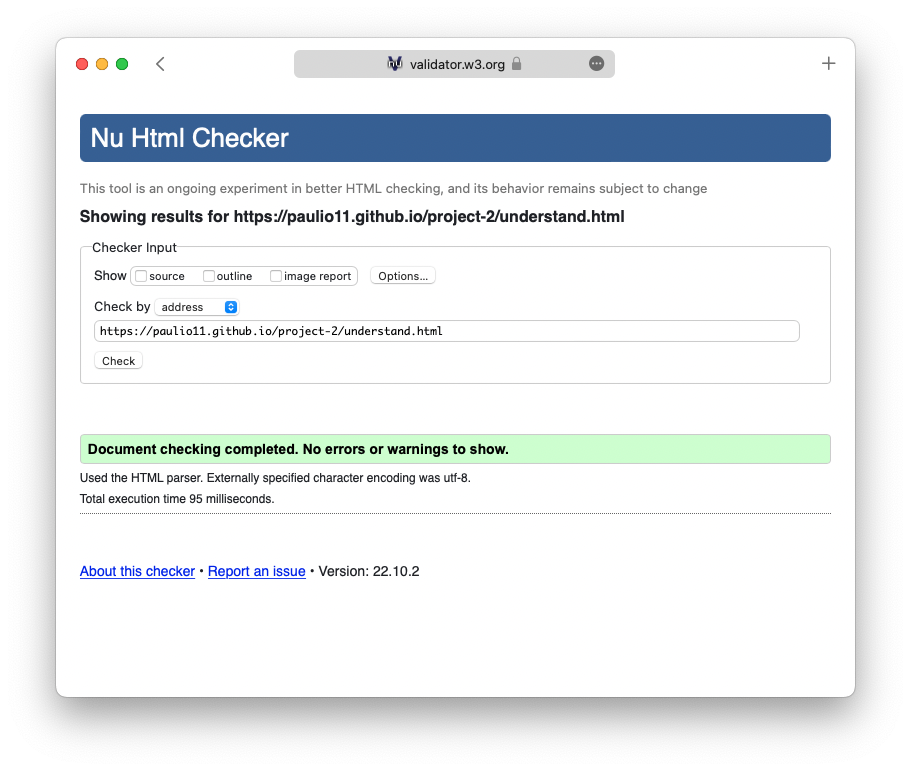 validator.w3.org
Nu Html Checker
This tool is an ongoing experiment in better HTML checking, and its behavior remains subject to change
Showing results for https://paulio11.github.io/project-2/understand.html
Checker Input
Show source outline image report Options...
Check by address
https://paulio11.github.io/project-2/understand.html
Check
Document checking completed. No errors or warnings to show.
Used the HTML parser. Externally specified character encoding was utf-8.
Total execution time 95 milliseconds.
About this checker • Report an issue • Version: 22.10.2